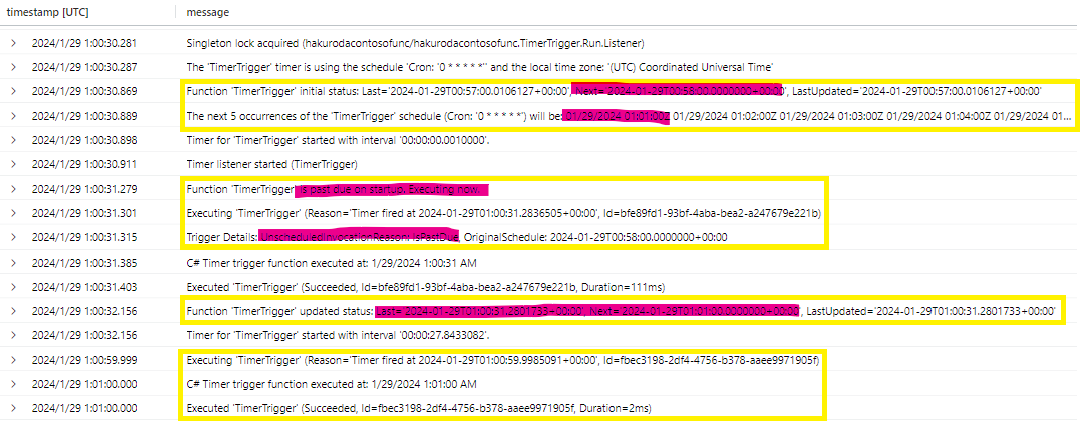 timestamp [UTC] message
2024/1/29 1:00:30.281 Singleton lock acquired (hakurodacontosofunc/hakurodacontosofunc.TimerTrigger.Run.Listener)
2024/1/29 1:00:30.287 The 'TimerTrigger' timer is using the schedule 'Cron: '0 * * * * *'' and the local time zone: '(UTC) Coordinated Universal Time'
2024/1/29 1:00:30.869 Function 'TimerTrigger' initial status: Last='2024-01-29T00:57:00.0106127+00:00', Next='2024-01-29T00:58:00.0000000+00:00', LastUpdated='2024-01-29T00:57:00.0106127+00:00'
2024/1/29 1:00:30.889 The next 5 occurrences of the 'TimerTrigger' schedule (Cron: '0 * * * * *') will be: 01/29/2024 01:01:00Z 01/29/2024 01:02:00Z 01/29/2024 01:03:00Z 01/29/2024 01:04:00Z 01/29/2024 01...
2024/1/29 1:00:30.898 Timer for 'TimerTrigger' started with interval '00:00:00.0010000'.
2024/1/29 1:00:30.911 Timer listener started (TimerTrigger)
2024/1/29 1:00:31.279 Function 'TimerTrigger' is past due on startup. Executing now.
2024/1/29 1:00:31.301 Executing 'TimerTrigger' (Reason='Timer fired at 2024-01-29T01:00:31.2836505+00:00', Id=bfe89fd1-93bf-4aba-bea2-a247679e221b)
2024/1/29 1:00:31.315 Trigger Details: UnscheduledInvocationReason: IsPastDue, OriginalSchedule: 2024-01-29T00:58:00.0000000+00:00
2024/1/29 1:00:31.385 C# Timer trigger function executed at: 1/29/2024 1:00:31 AM
2024/1/29 1:00:31.403 Executed 'TimerTrigger' (Succeeded, Id=bfe89fd1-93bf-4aba-bea2-a247679e221b, Duration=111ms)
2024/1/29 1:00:32.156 Function 'TimerTrigger' updated status: Last='2024-01-29T01:00:31.2801733+00:00', Next='2024-01-29T01:01:00.0000000+00:00', LastUpdated='2024-01-29T01:00:31.2801733+00:00'
2024/1/29 1:00:32.156 Timer for 'TimerTrigger' started with interval '00:00:27.8433082'.
2024/1/29 1:00:59.999 Executing 'TimerTrigger' (Reason='Timer fired at 2024-01-29T01:00:59.9985091+00:00', Id=fbec3198-2df4-4756-b378-aaee9971905f)
2024/1/29 1:01:00.000 C# Timer trigger function executed at: 1/29/2024 1:01:00 AM
2024/1/29 1:01:00.000 Executed 'TimerTrigger' (Succeeded, Id=fbec3198-2df4-4756-b378-aaee9971905f, Duration=2ms)